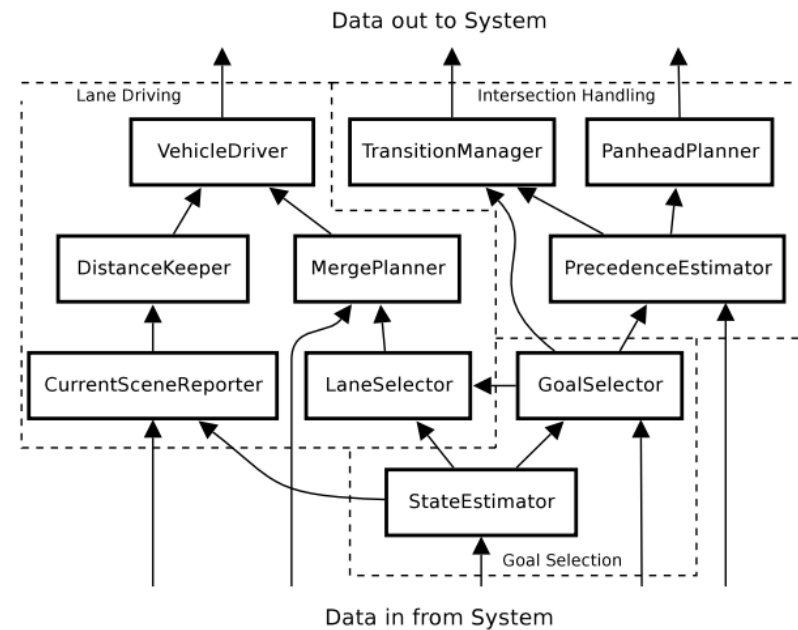 Data out to System
Lane Driving
Intersection Handling
VehicleDriver
TransitionManager
PanheadPlanner
DistanceKeeper
MergePlanner
PrecedenceEstimator
CurrentSceneReporter
LaneSelector
GoalSelector
StateEstimator
Goal Selection
Data in from System